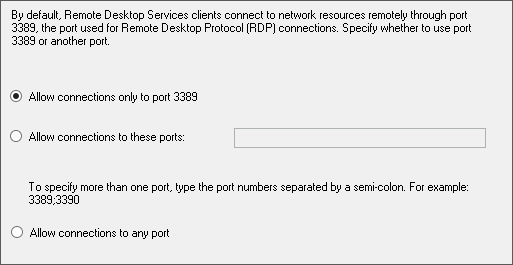 By default, Remote Desktop Services clients connect to network resources remotely through port
3389, the port used for Remote Desktop Protocol (RDP) connections. Specify whether to use port
3389 or another port.
Allow connections only to port 3389
Allow connections to these ports:
To specify more than one port, type the port numbers separated by a semi-colon. For example:
3389;3390
Allow connections to any port